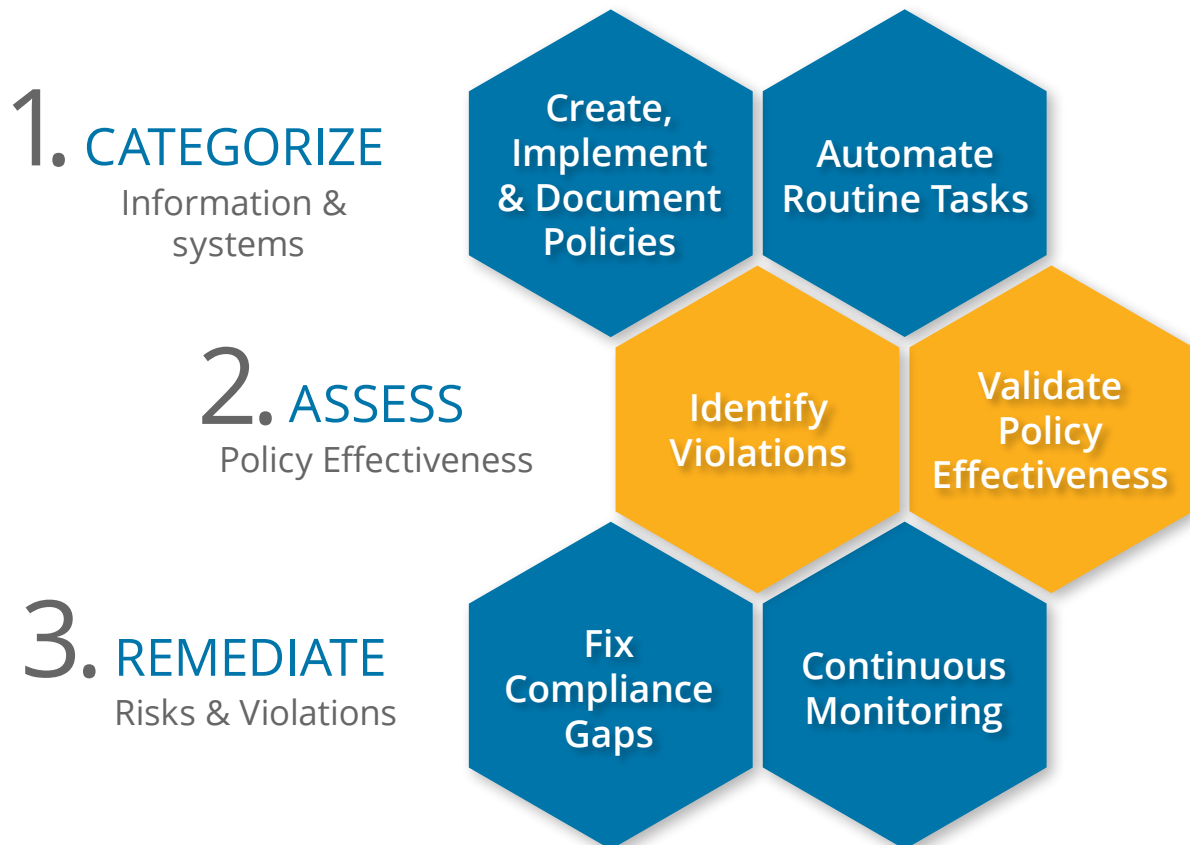 1. CATEGORIZE
Information &
systems
Create,
Implement
& Document
Policies
Automate
Routine Tasks
2. ASSESS
Policy Effectiveness
Identify
Violations
Validate
Policy
Effectiveness
3. REMEDIATE
Risks & Violations
Fix
Compliance
Gaps
Continuous
Monitoring